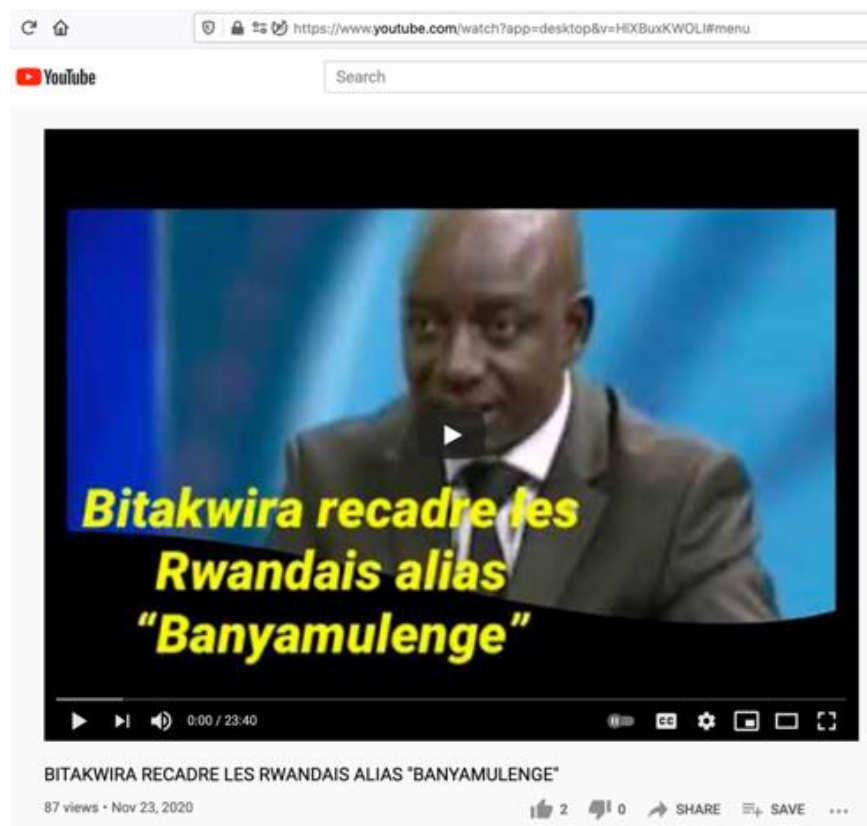 https://www.youtube.com/watch?app=desktop&v=HlXBuxKWOLI#menu
YouTube
Search
Bitakwira recadre les
Rwandais alias
“Banyamulenge”
0:00 / 23:40
CC
BITAKWIRA RECADRE LES RWANDAIS ALIAS "BANYAMULENGE"
87 views • Nov 23, 2020
2
0
SHARE
SAVE